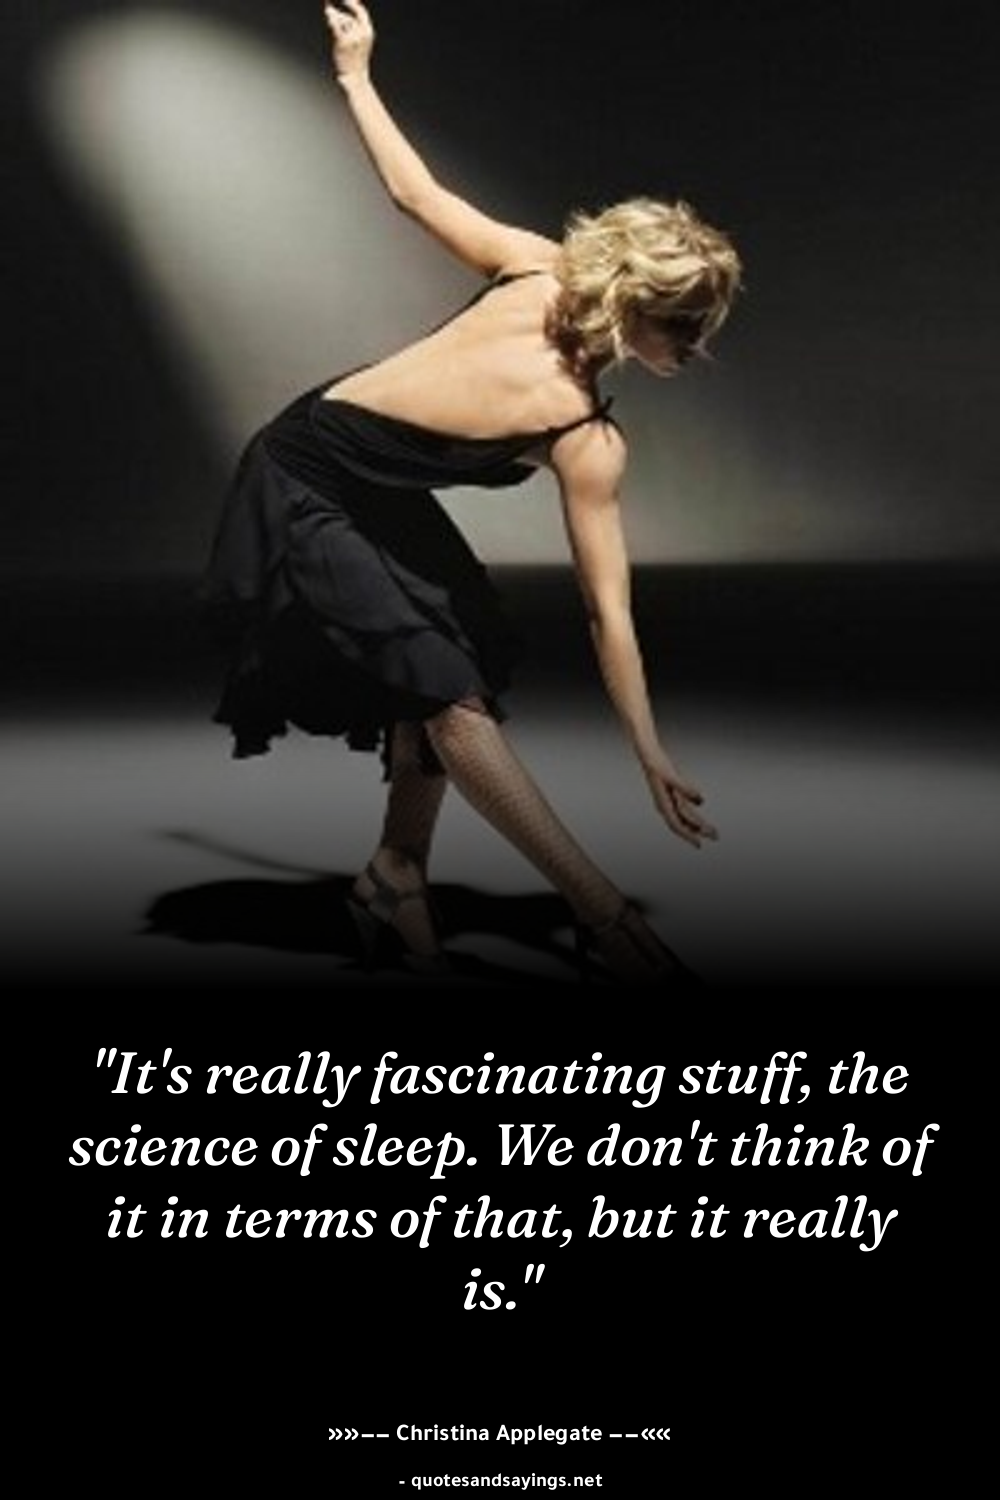 "It's really fascinating stuff, the
science of sleep. We don't think of
it in terms of that, but it really
is."
»»—— Christina Applegate ——««
- quotesandsayings.net